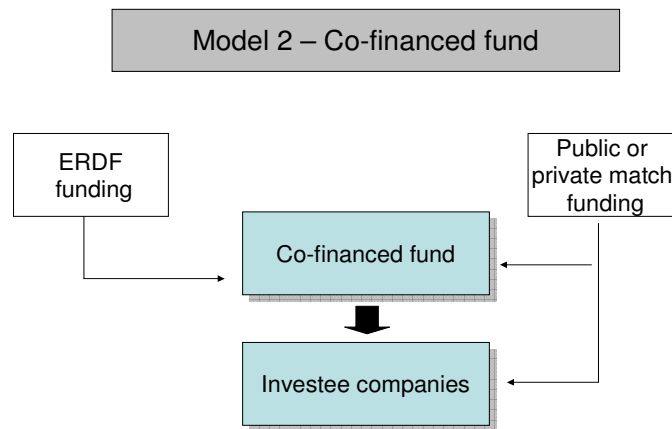 Model 2 – Co-financed fund
ERDF
funding
Public or
private match
funding
Co-financed fund
Investee companies